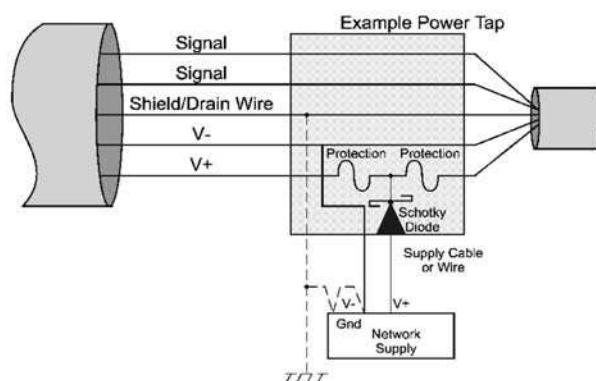 Example Power Tap
Signal
Signal
Shield/Drain Wire
V-
V+
Protection
Protection
Schotky
Diode
Supply Cable
or Wire
V-
V+
Gnd
Network
Supply